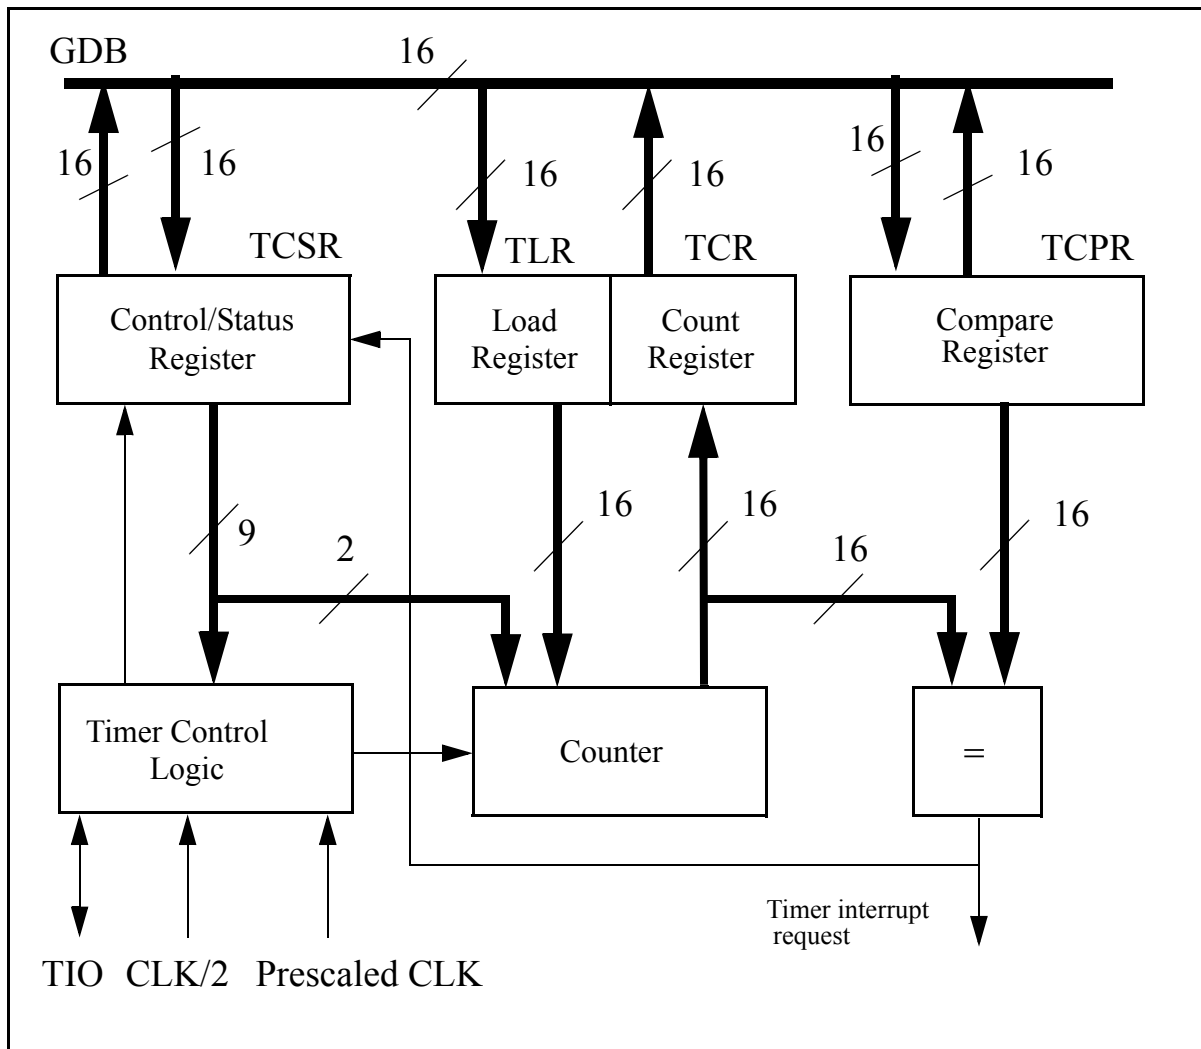 GDB
16
16
16
16
16
16
16
TCSR
TLR
TCR
TCPR
Control/Status
Register
Load
Register
Count
Register
Compare
Register
9
2
16
16
16
16
Timer Control
Logic
Counter
=
Timer interrupt
request
TIO
CLK/2
Prescaled CLK